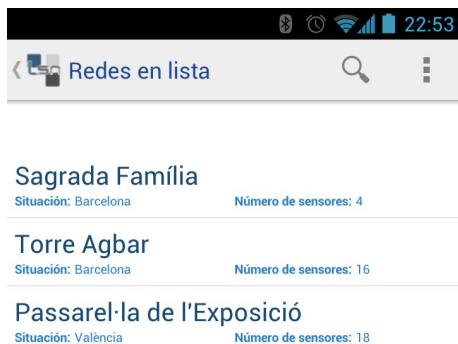 22:53
tsn Redes en lista
Sagrada Família
Situación: Barcelona Número de sensores: 4
Torre Agbar
Situación: Barcelona Número de sensores: 16
Passarel·la de l'Exposició
Situación: València Número de sensores: 18